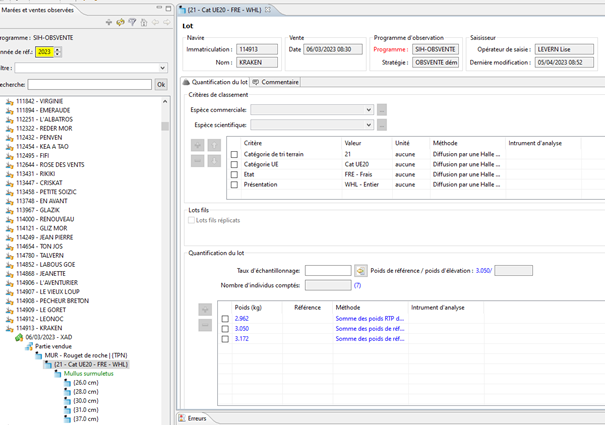 Marées et ventes observées
Programme : SIH-OBSVENTE
Année de réf.: 2023
iltre :
echerche: Ok
111842 - VIRGINIE
111894 - EMERAUDE
112251 - L'ALBATROS
112322 - REDER MOR
112432 - PENVEN
112454 - KEA A TAO
112495 - FIFI
112644 - ROSE DES VENTS
113431 - RIKIKI
113447 - CRISKAT
113458 - PETITE SOIZIC
113748 - EN AVANT
113967 - GLAZIK
114000 - RENOUVEAU
114121 - GLIZ MOR
114249 - JEAN PIERRE
114654 - TON JOS
114780 - TALVERN
114852 - LABOUS GOE
114868 - JEANETTE
114906 - L'AVENTURIER
114907 - LE VIEUX LOUP
114908 - PECHEUR BRETON
114909 - LE GORET
114912 - LEONOC
114913 - KRAKEN
06/03/2023 - XAD
Partie vendue
MUR - Rouget de roche | (TPN)
(21 - Cat UE20 - FRE - WHL)
Mullus surmuletus
(26.0 cm)
(28.0 cm)
(30.0 cm)
(31.0 cm)
(37.0 cm)
(21 - Cat UE20 - FRE - WHL)
Lot
Navire
Immatriculation : 114913
Nom : KRAKEN
Vente
Date 06/03/2023 08:30
Programme d'observation
Programme : SIH-OBSVENTE
Stratégie : OBSVENTE dém
Saisisseur
Opérateur de saisie : LEVERN Lise
Dernière modification : 05/04/2023 08:52
Quantification du lot Commentaire
Critères de classement
Espèce commerciale : ...
Espèce scientifique : ...
Critère Valeur Unité Méthode Intrument d'analyse
Catégorie de tri terrain 21 aucune Diffusion par une Halle ...
Catégorie UE Cat UE20 aucune Diffusion par une Halle ...
Etat FRE - Frais aucune Diffusion par une Halle ...
Présentation WHL - Entier aucune Diffusion par une Halle ...
Lots fils
Lots fils réplicats
Quantification du lot
Taux d'échantillonnage : Poids de référence / poids d'élévation : 3.050/
Nombre d'individus comptés: (7)
Poids (kg) Référence Méthode Intrument d'analyse
2.962 Somme des poids RTP d...
3.050 Somme des poids de réf...
3.172 Somme des poids de réf...
Erreurs